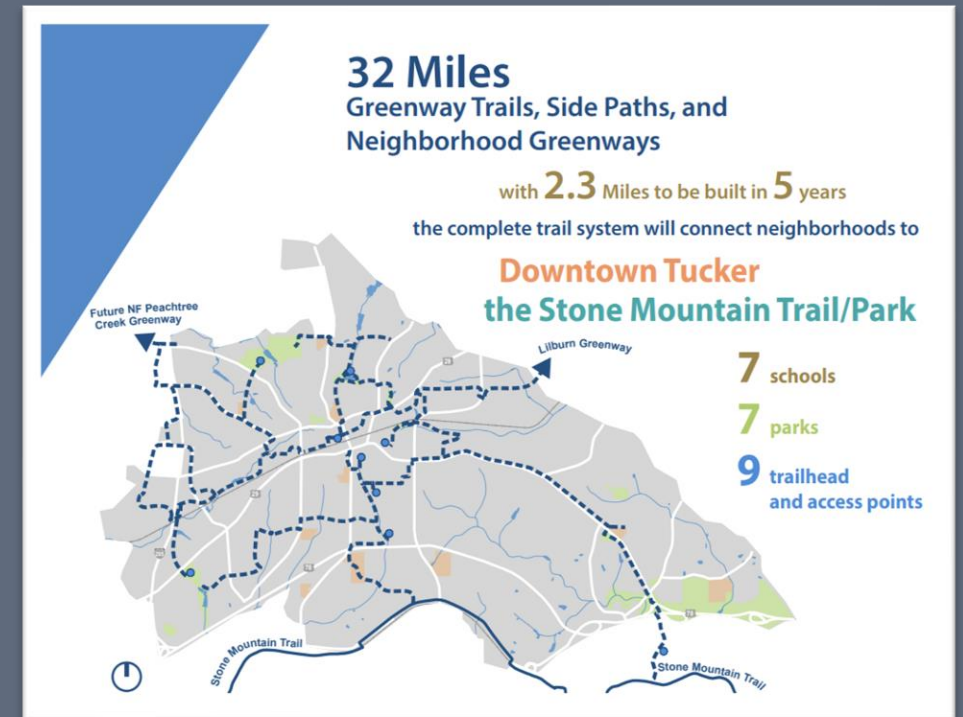 32 Miles
Greenway Trails, Side Paths, and
Neighborhood Greenways
with 2.3 Miles to be built in 5 years
the complete trail system will connect neighborhoods to
Downtown Tucker
the Stone Mountain Trail/Park
Future NF Peachtree
Creek Greenway
Lilburn Greenway
7 schools
7 parks
9 trailhead
and access points
Stone Mountain Trail
Stone Mountain Trail